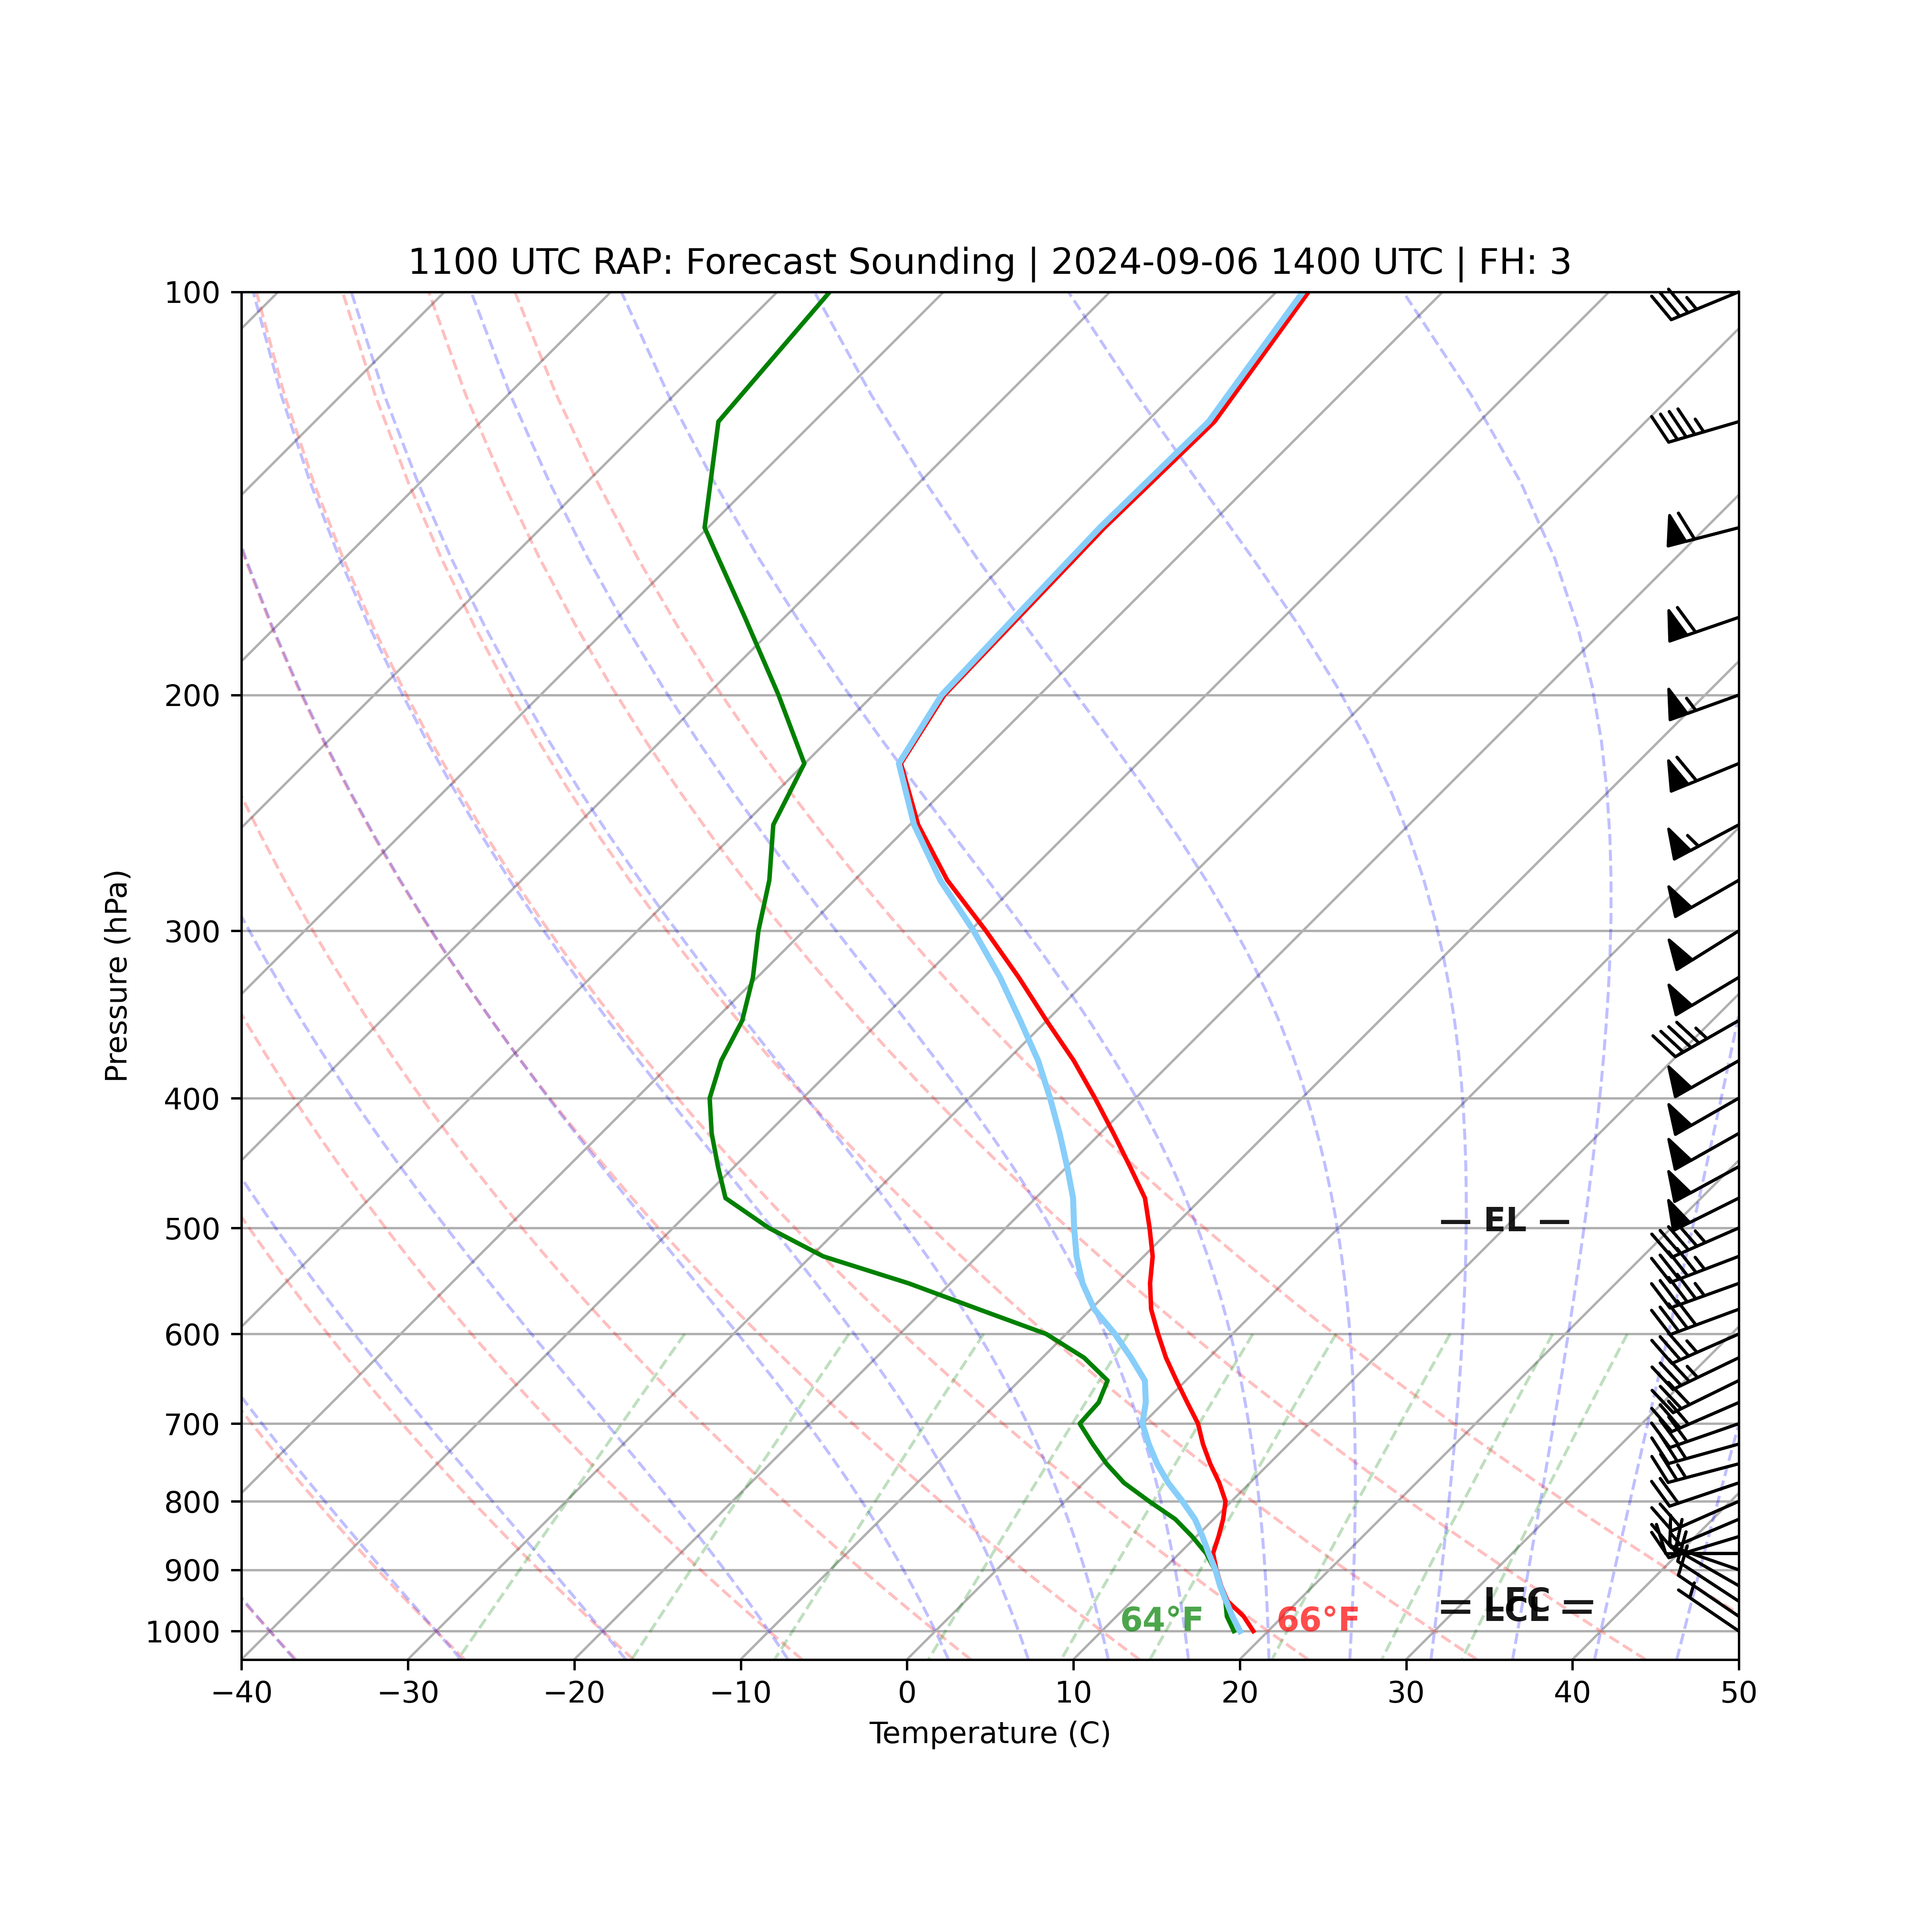 1100 UTC RAP: Forecast Sounding | 2024-09-06 1400 UTC | FH: 3
100
200
300
400
500
600
700
800
900
1000
Pressure (hPa)
— EL —
— LFC —
— LCL —
64°F 66°F
−40 −30 −20 −10 0 10 20 30 40 50
Temperature (C)